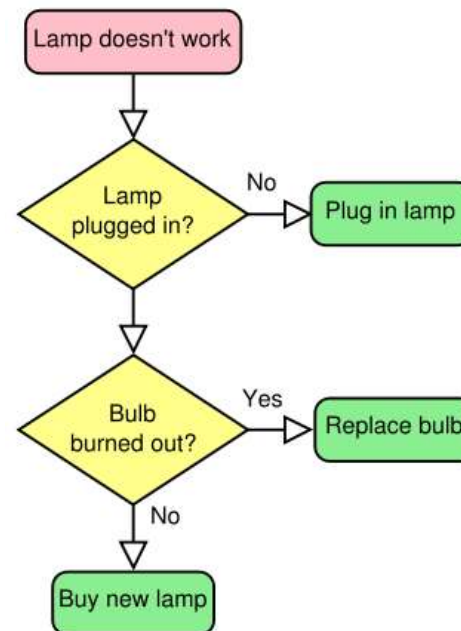 Lamp doesn't work
Lamp
plugged in?
No
Plug in lamp
Bulb
burned out?
Yes
Replace bulb
No
Buy new lamp